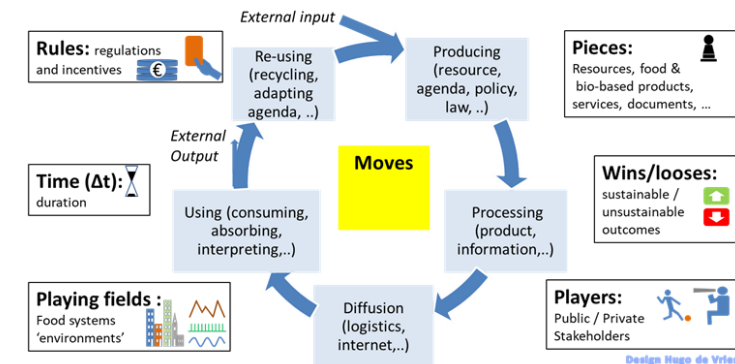 External input
Rules: regulations
and incentives
€
Re-using
(recycling,
adapting
agenda, ..)
Producing
(resource,
agenda, policy,
law, ..)
Pieces:
Resources, food &
bio-based products,
services, documents, ...
External
Output
Moves
Time (Δt):
duration
Using (consuming,
absorbing,
interpreting,..)
Processing
(product,
information,..)
Wins/looses:
sustainable /
unsustainable
outcomes
Playing fields :
Food systems
‘environments’
Diffusion
(logistics,
internet,..)
Players:
Public / Private
Stakeholders
Design Hugo de Vries